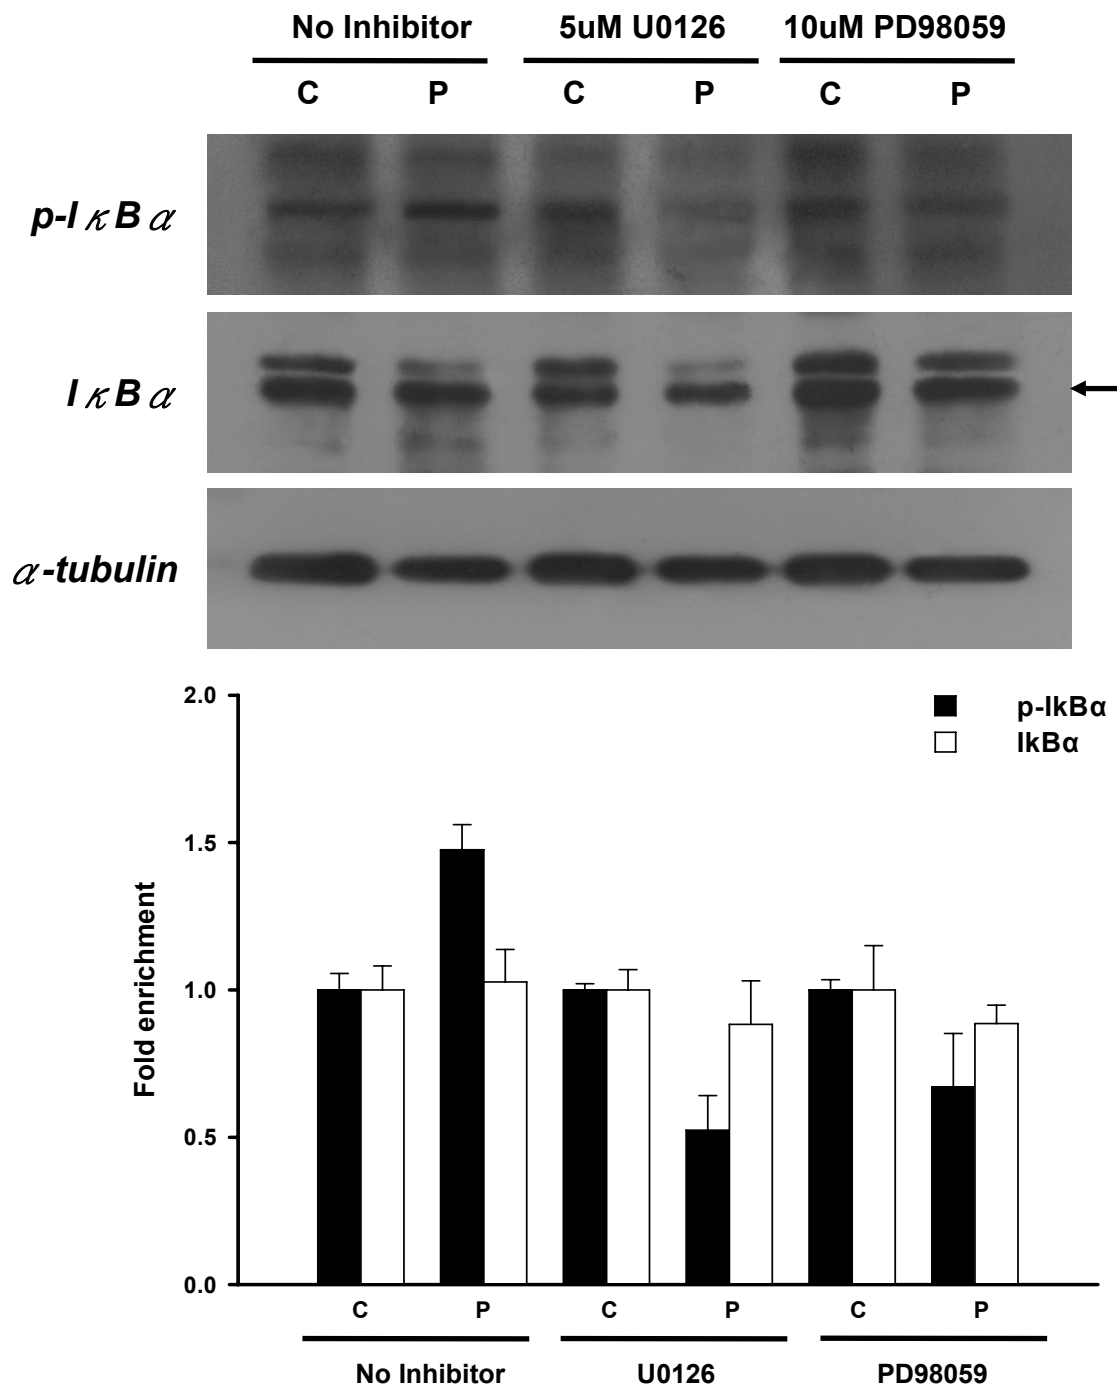 No Inhibitor 5uM U0126 10uM PD98059
C P C P C P
p-IκBα
IκBα
α-tubulin
2.0
1.5
1.0
0.5
0.0
Fold enrichment
p-IkBα
IkBα
C P C P C P
No Inhibitor U0126 PD98059